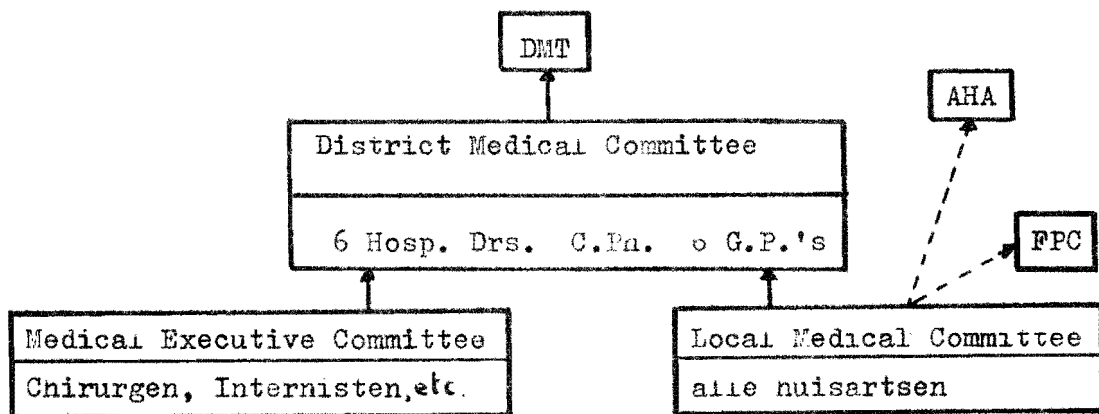 DMT
AHA
District Medical Committee
6 Hosp. Drs. C.Pn. 6 G.P.'s
FPC
Medical Executive Committee
Chirurgen, Internisten, etc.
Local Medical Committee
alle huisartsen